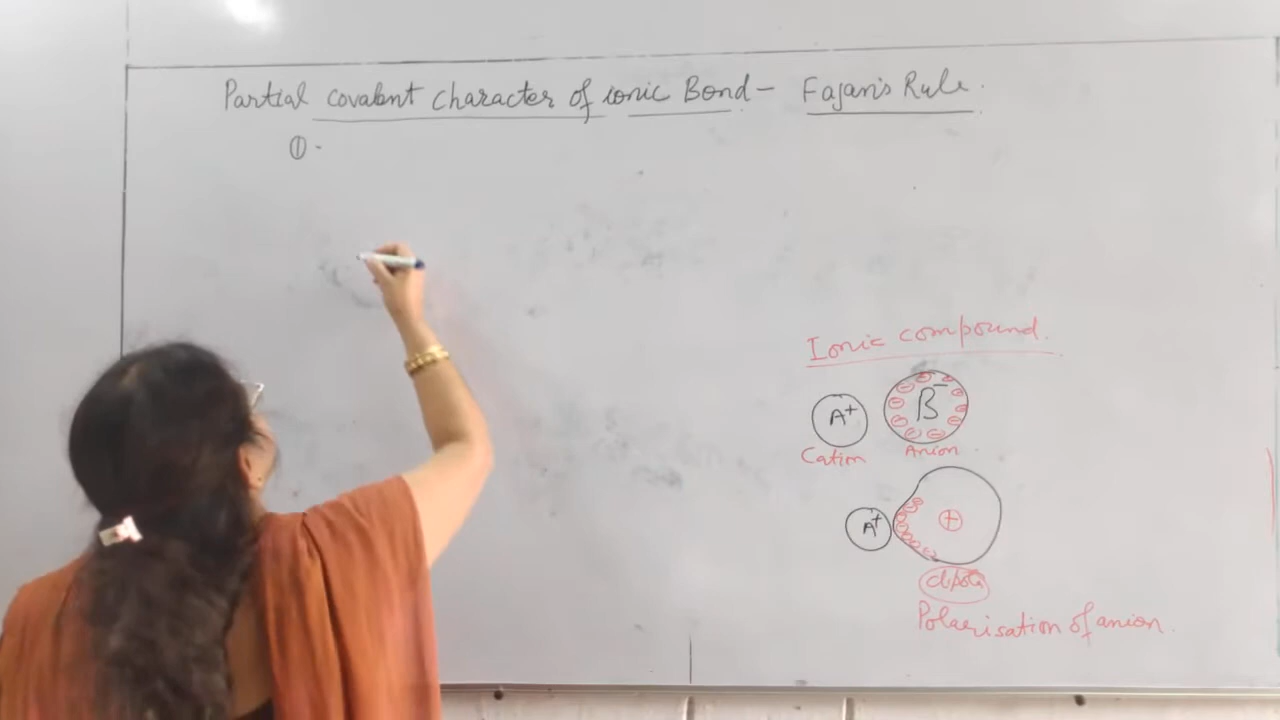 Partial covalent character of ionic Bond - Fajan's Rule.
① -
Ionic compound.
A+ B-
Cation Anion
A+ +
dipole
Polarisation of anion.